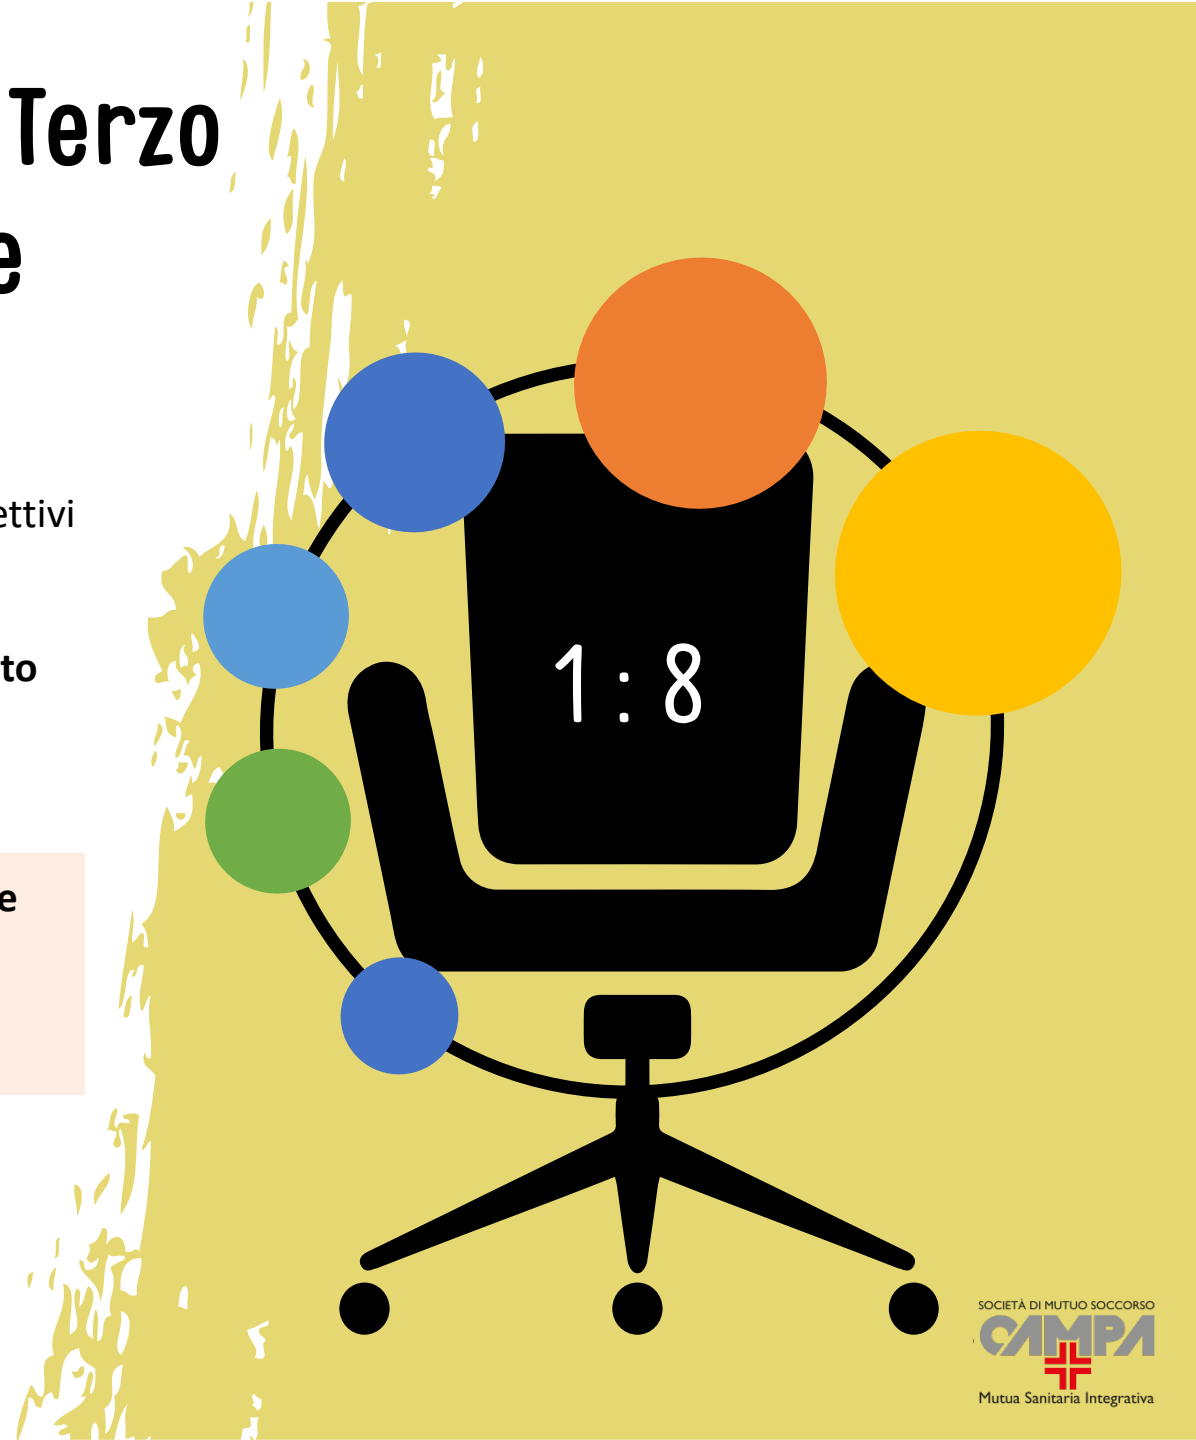 Terzo
e
ettivi
to
e
1 : 8
SOCIETÀ DI MUTUO SOCCORSO
CAMPA
Mutua Sanitaria Integrativa